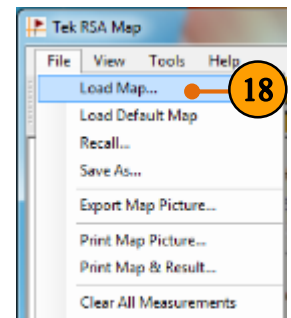 Tek RSA Map
File View Tools Help
Load Map...
18
Load Default Map
Recall...
Save As...
Export Map Picture...
Print Map Picture...
Print Map & Result...
Clear All Measurements